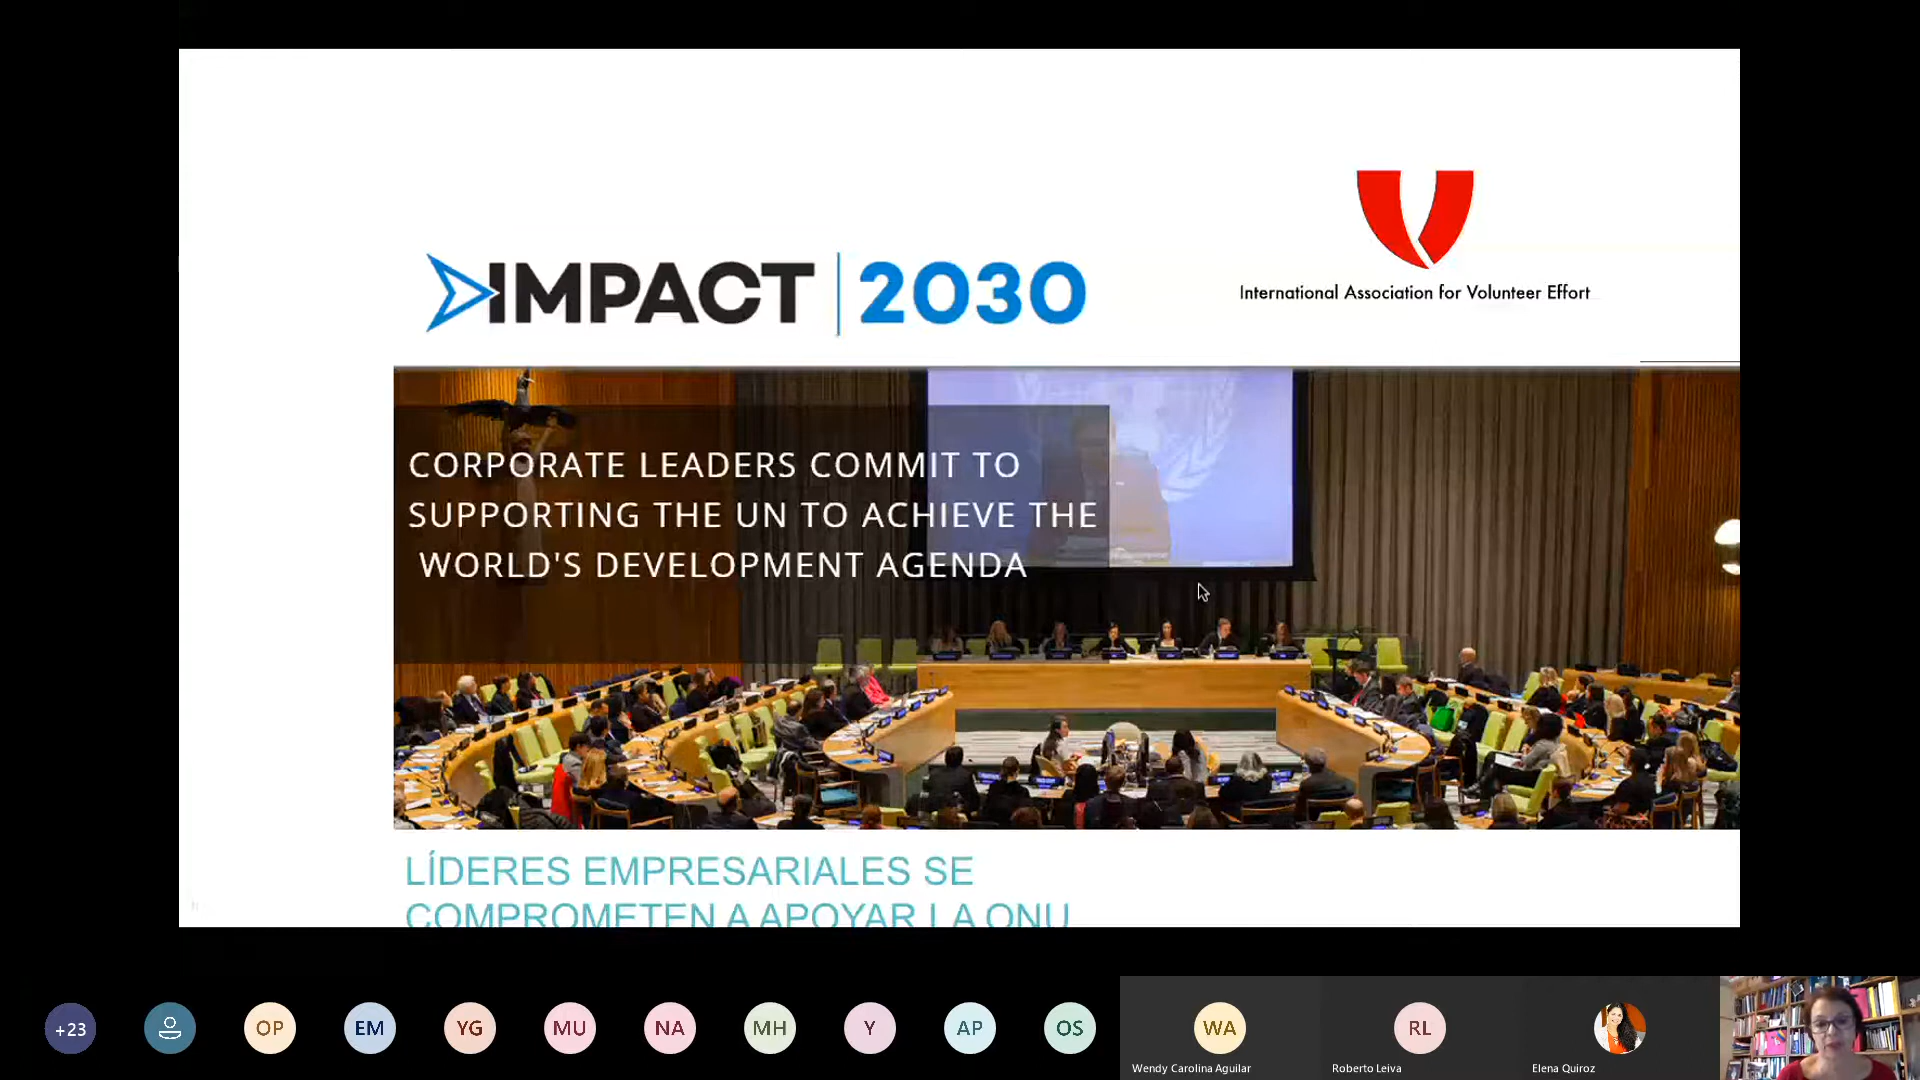 IMPACT | 2030
International Association for Volunteer Effort
CORPORATE LEADERS COMMIT TO
SUPPORTING THE UN TO ACHIEVE THE
WORLD'S DEVELOPMENT AGENDA
LÍDERES EMPRESARIALES SE
COMPROMETEN A APOYAR LA ONU
+23
OP
EM
YG
MU
NA
MH
Y
AP
OS
WA
RL
Wendy Carolina Aguilar
Roberto Leiva
Elena Quiroz